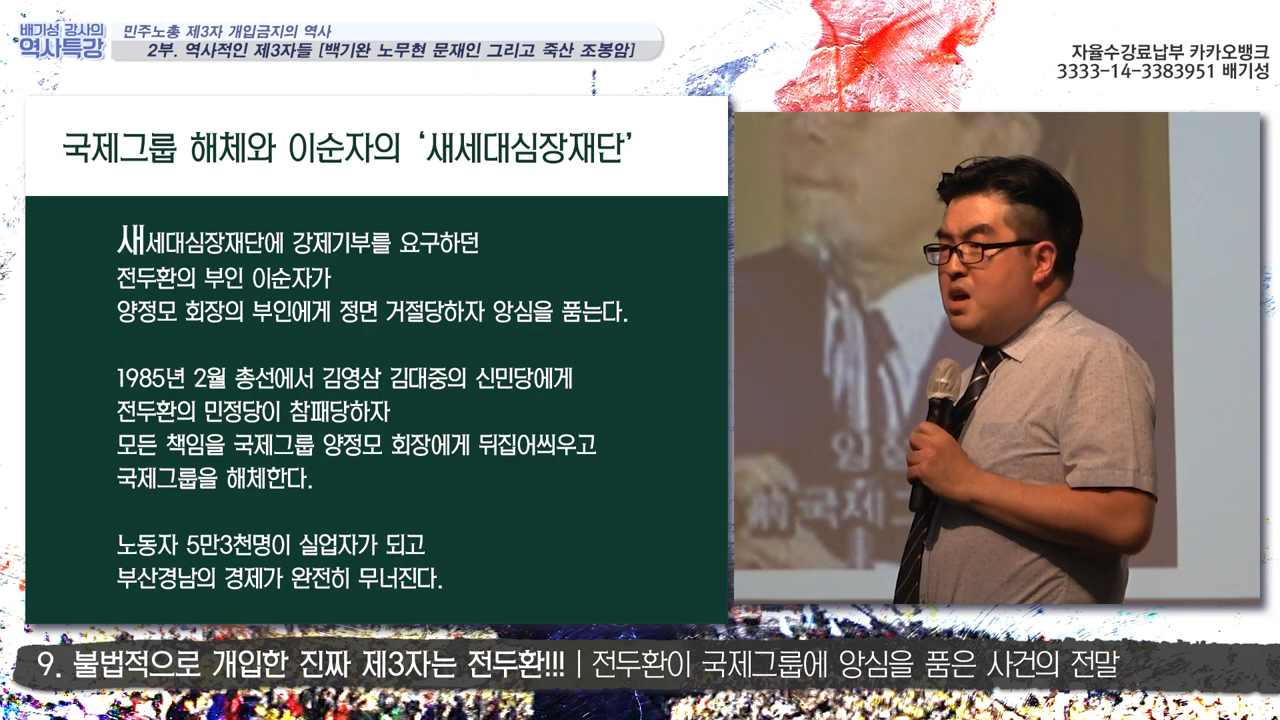 배기성 강사의
역사특강
민주노총 제3자 개입금지의 역사
2부. 역사적인 제3자들 [백기완 노무현 문재인 그리고 죽산 조봉암]
자율수강료납부 카카오뱅크
3333-14-3383951 배기성
국제그룹 해체와 이순자의 ‘새세대심장재단’
새세대심장재단에 강제기부를 요구하던
전두환의 부인 이순자가
양정모 회장의 부인에게 정면 거절당하자 앙심을 품는다.
1985년 2월 총선에서 김영삼 김대중의 신민당에게
전두환의 민정당이 참패당하자
모든 책임을 국제그룹 양정모 회장에게 뒤집어씌우고
국제그룹을 해체한다.
노동자 5만3천명이 실업자가 되고
부산경남의 경제가 완전히 무너진다.
前국제그
9. 불법적으로 개입한 진짜 제3자는 전두환!!! | 전두환이 국제그룹에 앙심을 품은 사건의 전말